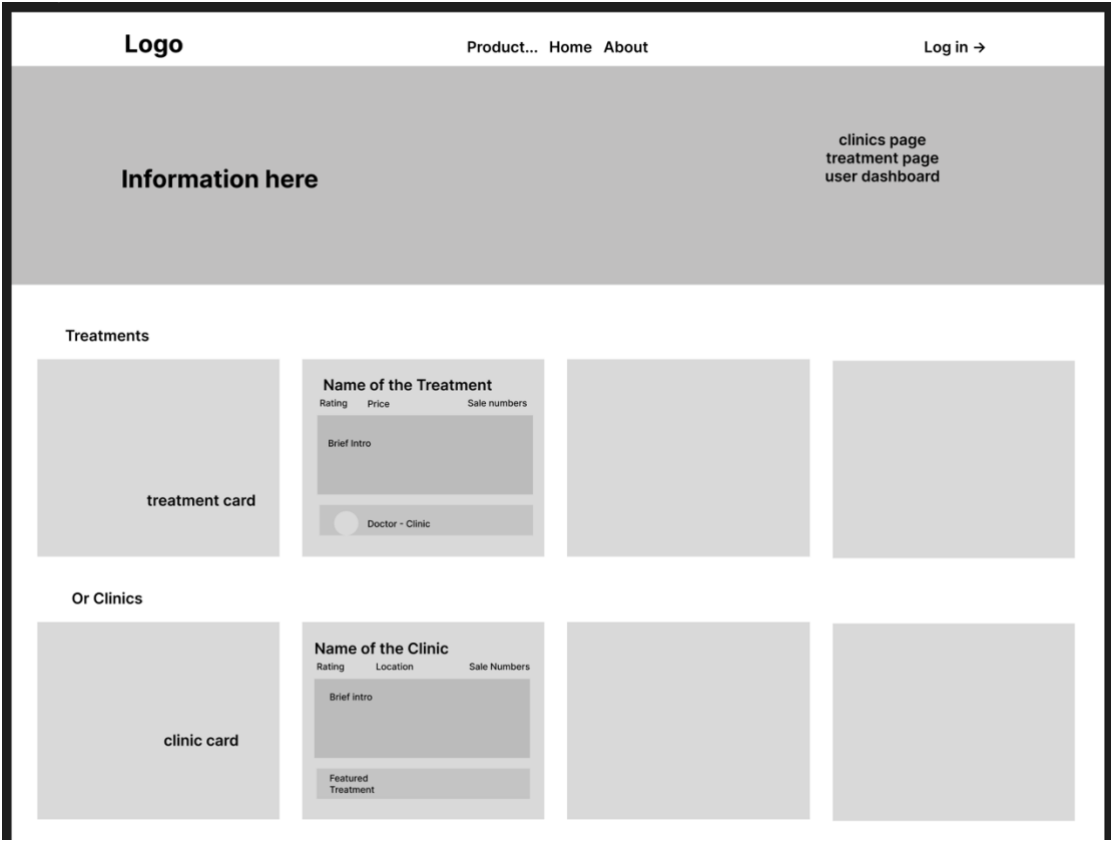 Logo
Product... Home About
Log in →
Information here
clinics page
treatment page
user dashboard
Treatments
treatment card
Name of the Treatment
Rating Price Sale numbers
Brief Intro
Doctor - Clinic
Or Clinics
clinic card
Name of the Clinic
Rating Location Sale Numbers
Brief intro
Featured
Treatment